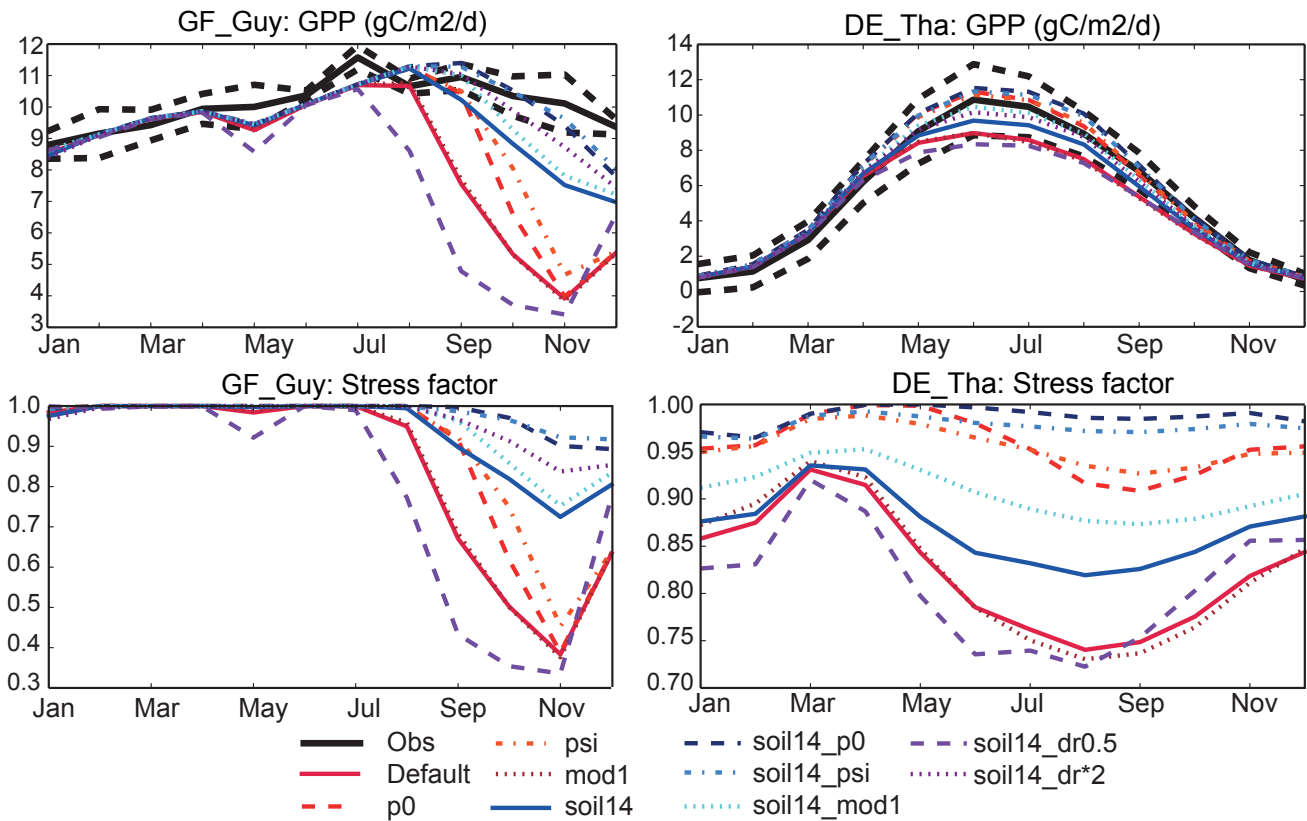 GF_Guy: GPP (gC/m2/d)
12
11
10
9
8
7
6
5
4
3
Jan Mar May Jul Sep Nov
DE_Tha: GPP (gC/m2/d)
14
12
10
8
6
4
2
0
-2
Jan Mar May Jul Sep Nov
GF_Guy: Stress factor
1.0
0.9
0.8
0.7
0.6
0.5
0.4
0.3
Jan Mar May Jul Sep Nov
DE_Tha: Stress factor
1.00
0.95
0.90
0.85
0.80
0.75
0.70
Jan Mar May Jul Sep Nov
Obs
Default
p0
psi
mod1
soil14
soil14_p0
soil14_psi
soil14_mod1
soil14_dr0.5
soil14_dr*2